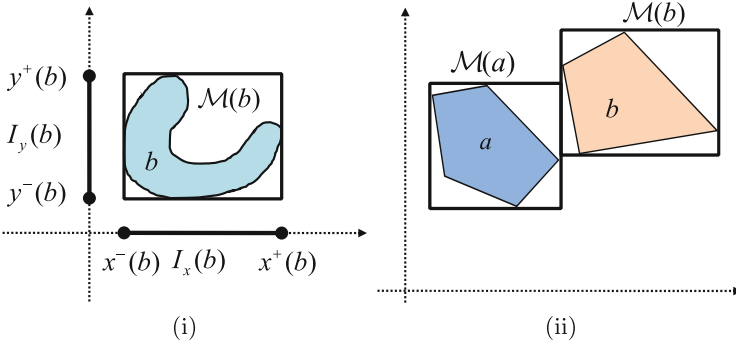 y⁺(b)
ℳ(b)
I_y(b)
b
y⁻(b)
x⁻(b) I_x(b) x⁺(b)
(i)
ℳ(b)
ℳ(a)
b
a
(ii)